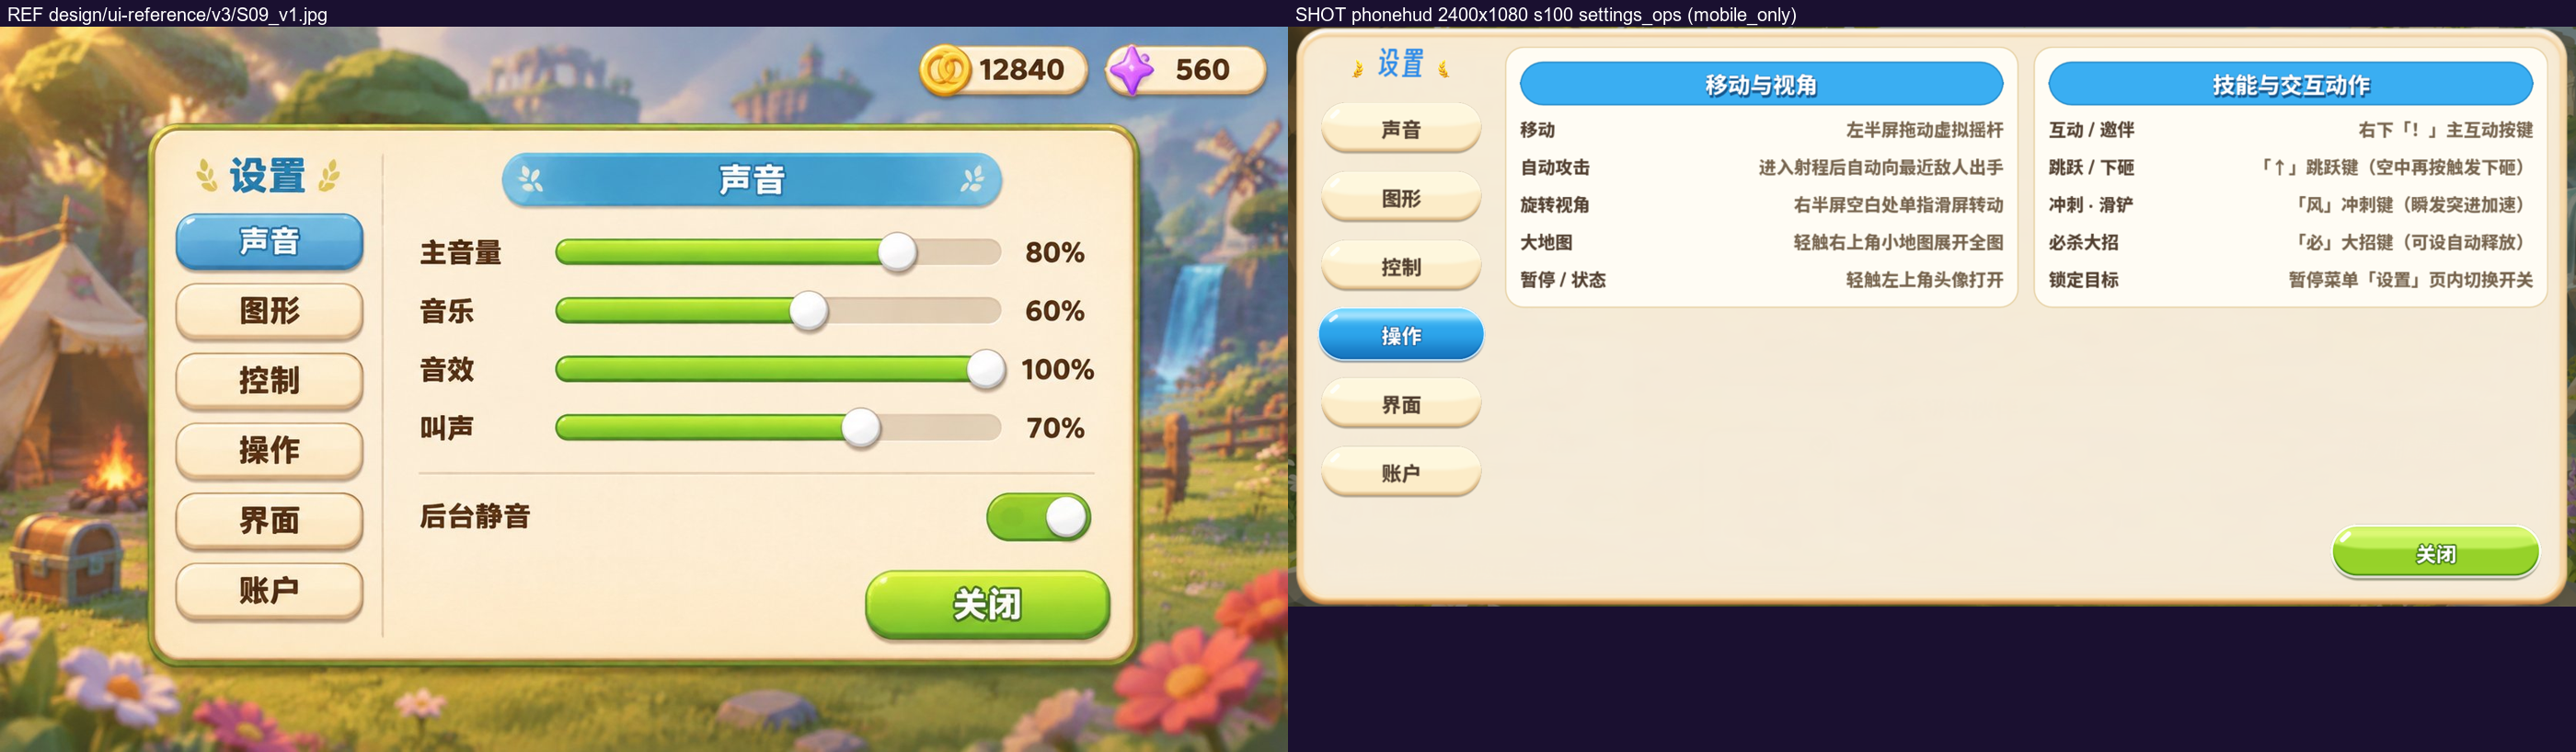 REF design/ui-reference/v3/S09_v1.jpg
12840
560
设置
声音
图形
控制
操作
界面
账户
声音
主音量 80%
音乐 60%
音效 100%
叫声 70%
后台静音
关闭
SHOT phonehud 2400x1080 s100 settings_ops (mobile_only)
设置
声音
图形
控制
操作
界面
账户
移动与视角
移动 左半屏拖动虚拟摇杆
自动攻击 进入射程后自动向最近敌人出手
旋转视角 右半屏空白处单指滑屏转动
大地图 轻触右上角小地图展开全图
暂停 / 状态 轻触左上角头像打开
技能与交互动作
互动 / 邀伴 右下「！」主互动按键
跳跃 / 下砸 「↑」跳跃键（空中再按触发下砸）
冲刺 · 滑铲 「风」冲刺键（瞬发突进加速）
必杀大招 「必」大招键（可设自动释放）
锁定目标 暂停菜单「设置」页内切换开关
关闭